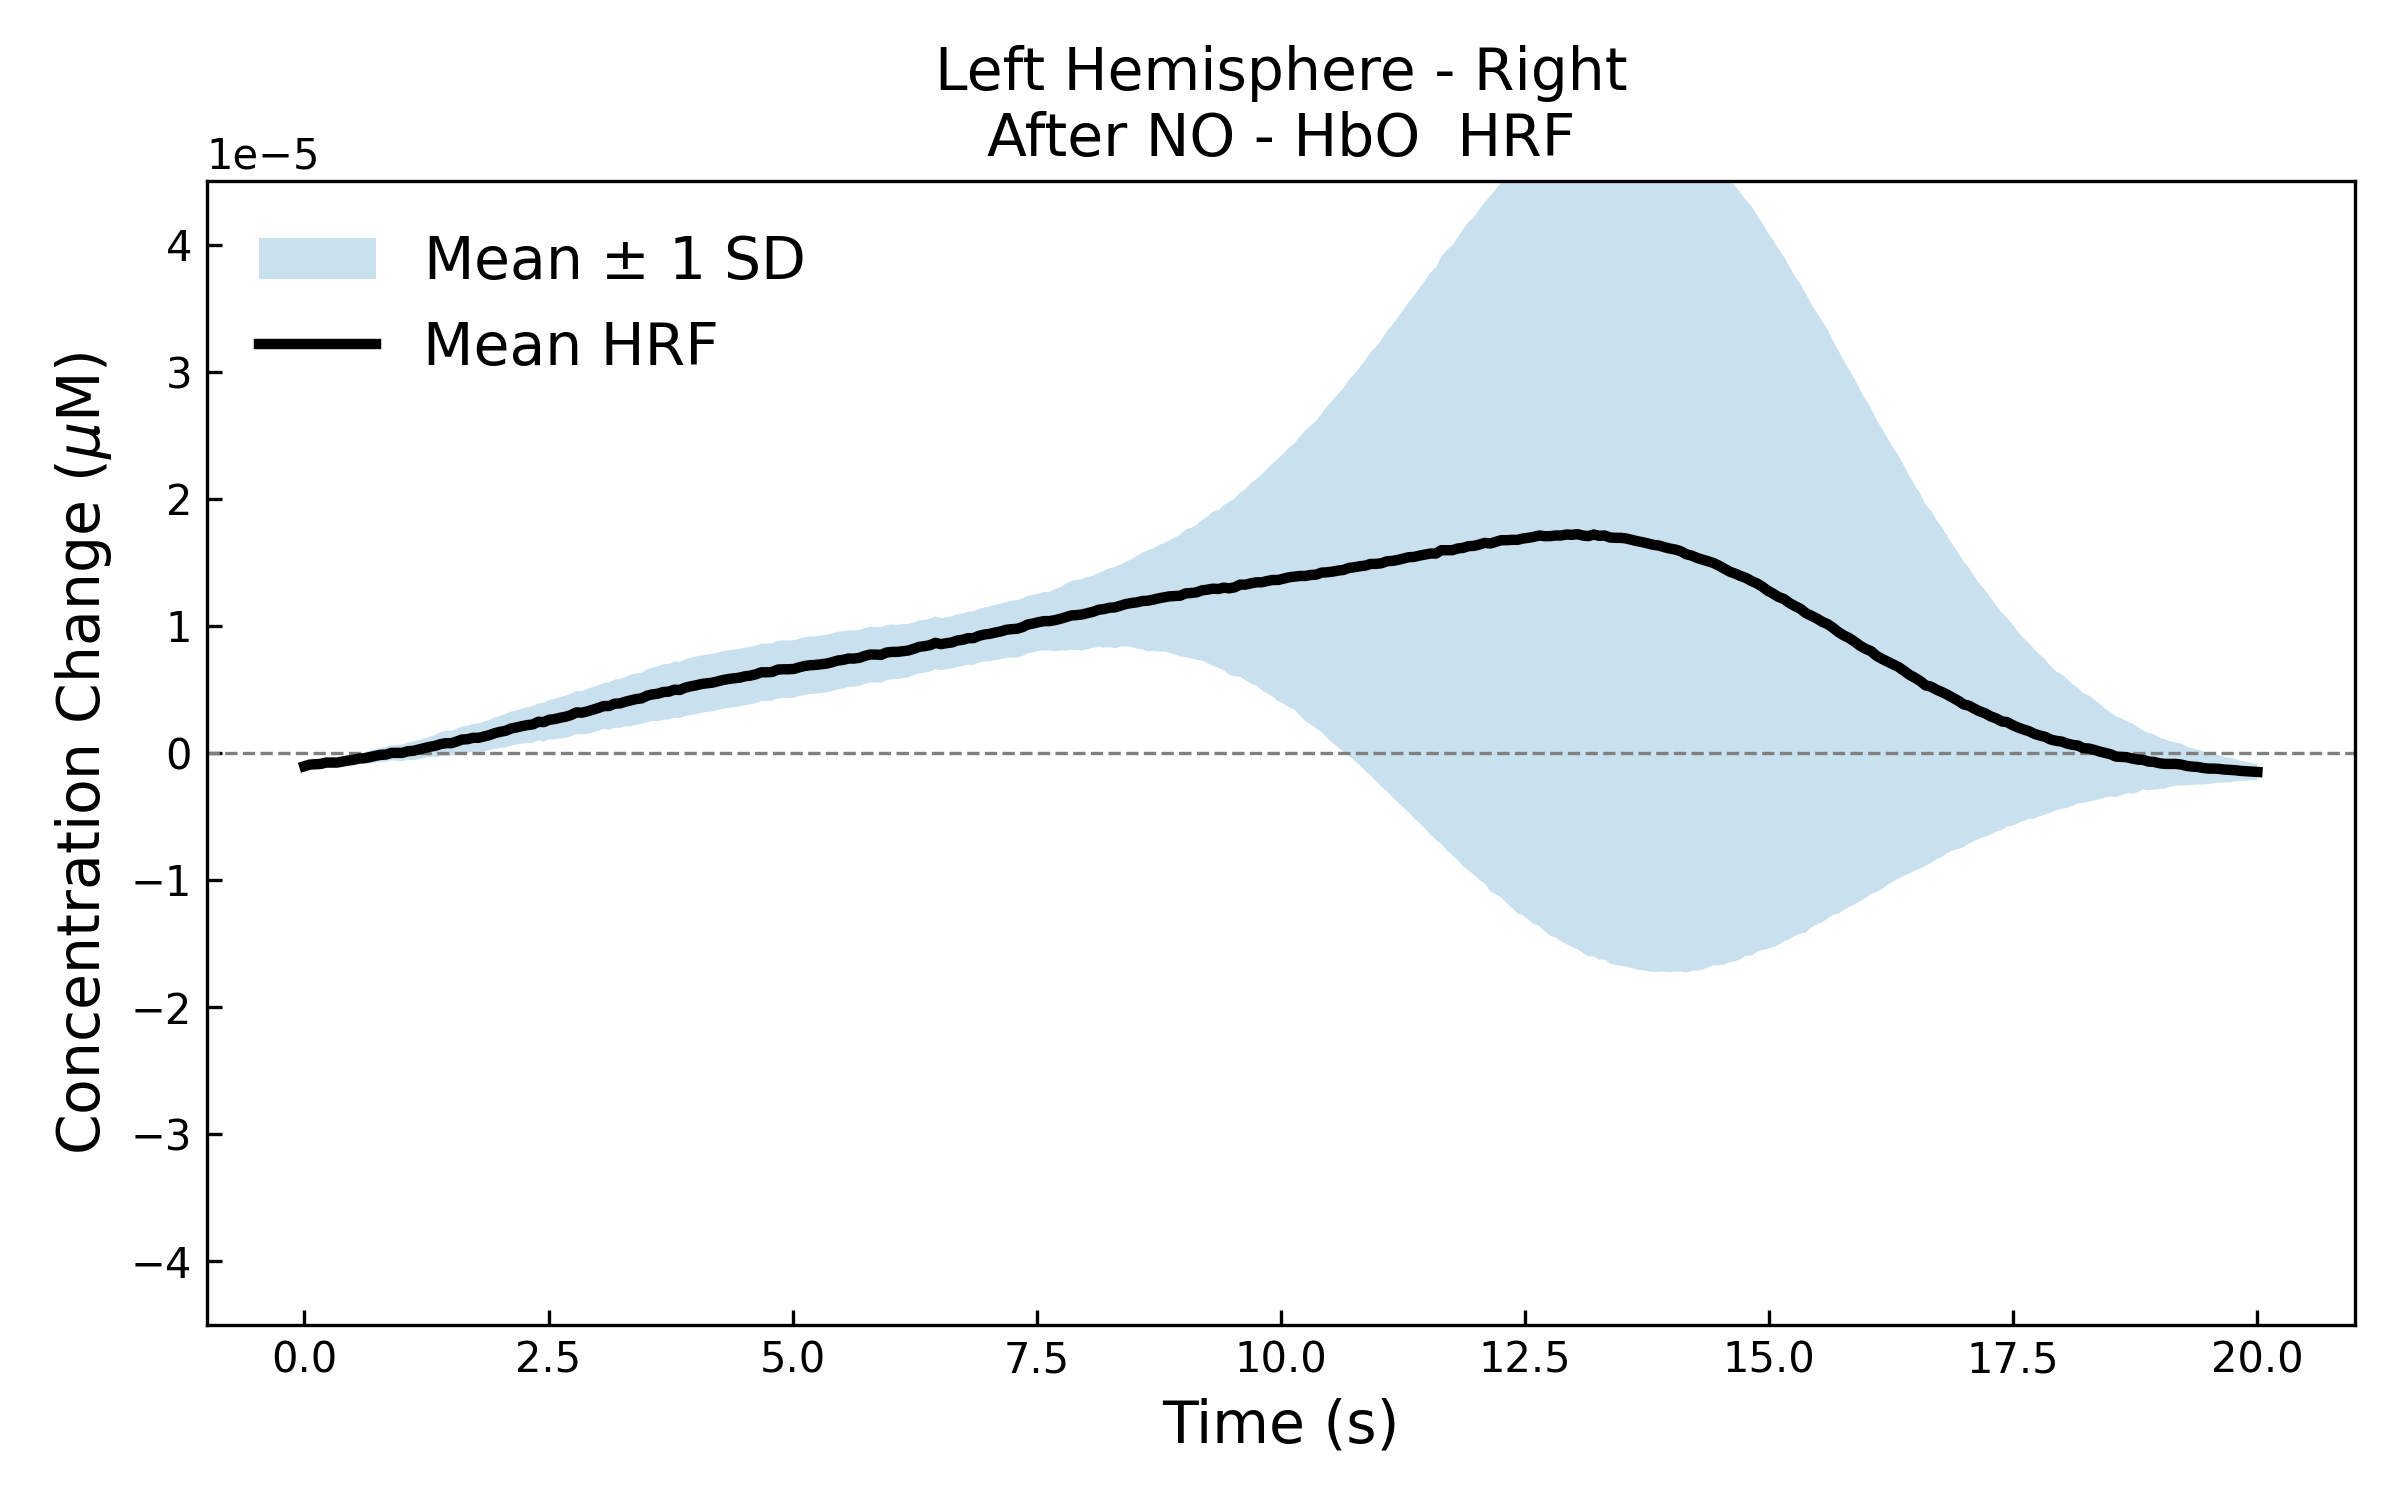 Left Hemisphere - Right
After NO - HbO  HRF
1e−5
Mean ± 1 SD
Mean HRF
Concentration Change (μM)
4
3
2
1
0
−1
−2
−3
−4
0.0 2.5 5.0 7.5 10.0 12.5 15.0 17.5 20.0
Time (s)